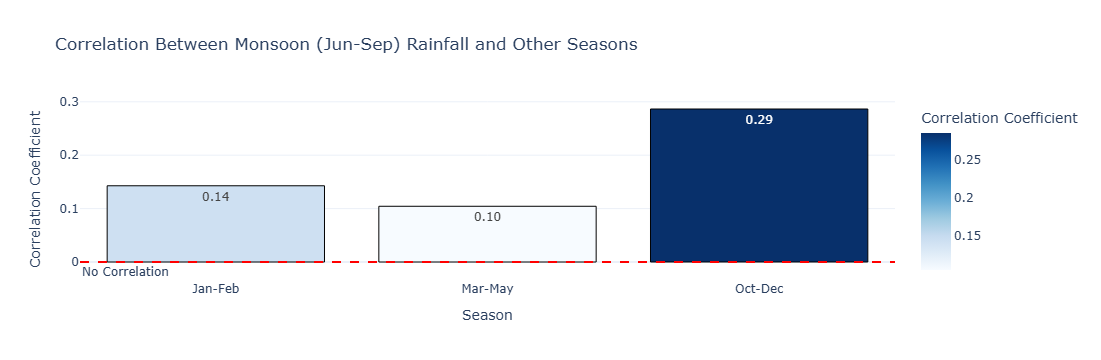 Correlation Between Monsoon (Jun-Sep) Rainfall and Other Seasons
Correlation Coefficient
0.3
0.2
0.1
0
0.14
0.10
0.29
No Correlation
Jan-Feb
Mar-May
Oct-Dec
Season
Correlation Coefficient
0.25
0.2
0.15